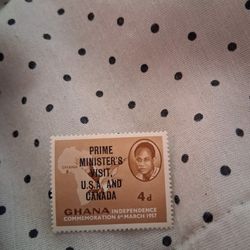 PRIME
MINISTER'S
VISIT,
U.S.A. AND
CANADA
4d
GHANA INDEPENDENCE
COMMEMORATION 6TH MARCH 1957